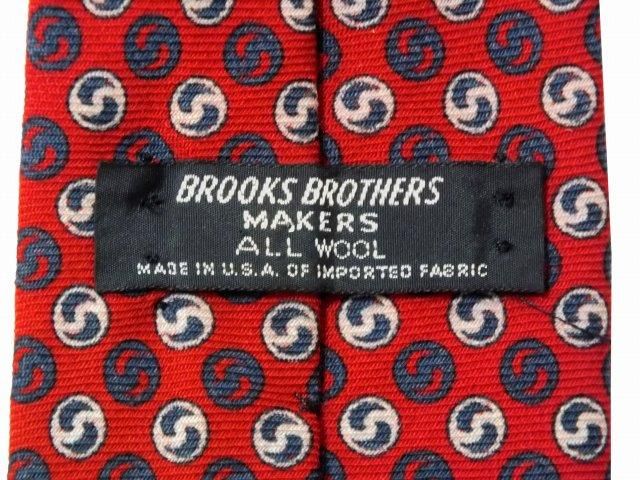 BROOKS BROTHERS
MAKERS
ALL WOOL
MADE IN U.S.A. OF IMPORTED FABRIC